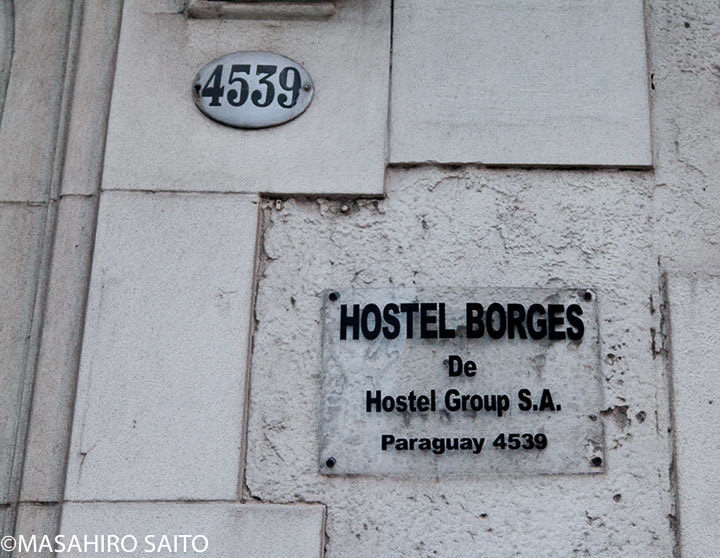 4539
HOSTEL BORGES
De
Hostel Group S.A.
Paraguay 4539
©MASAHIRO SAITO